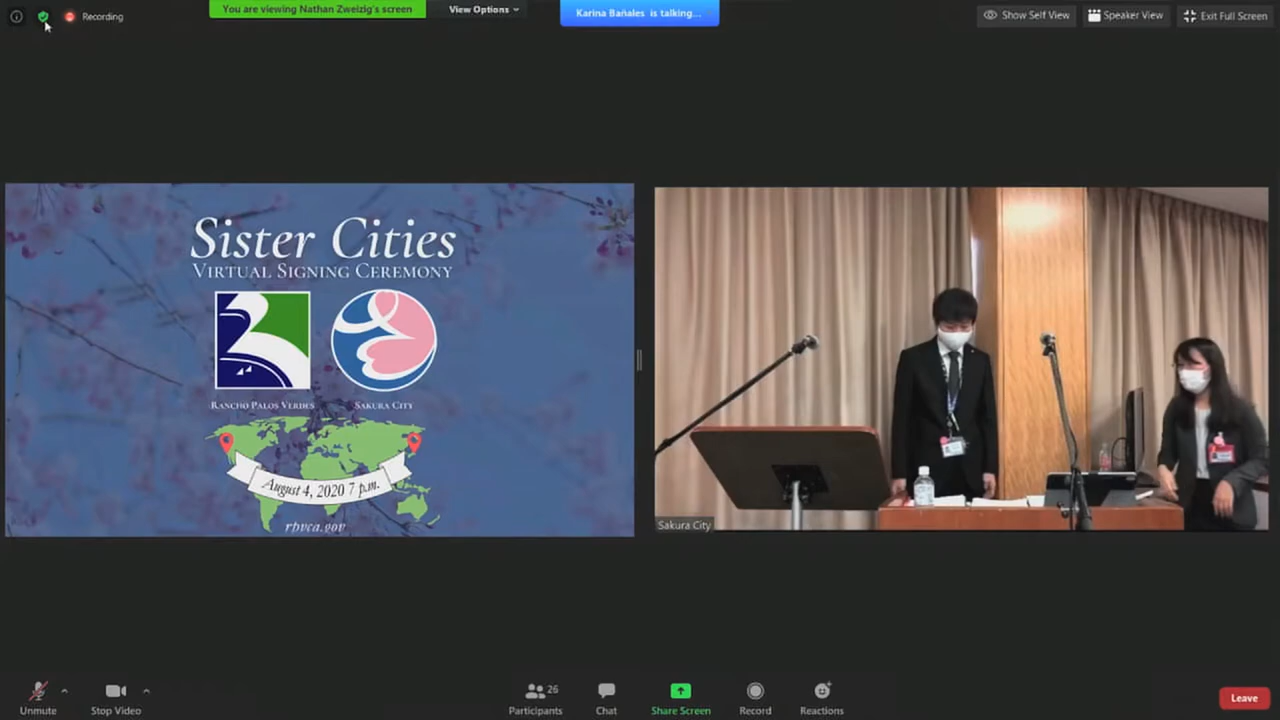 Recording
You are viewing Nathan Zweizig's screen
View Options
Karina Bañales is talking...
Show Self View
Speaker View
Exit Full Screen
Sister Cities
VIRTUAL SIGNING CEREMONY
RANCHO PALOS VERDES
SAKURA CITY
August 4, 2020 7 p.m.
rpvca.gov
Sakura City
Unmute
Stop Video
26
Participants
Chat
Share Screen
Record
Reactions
Leave